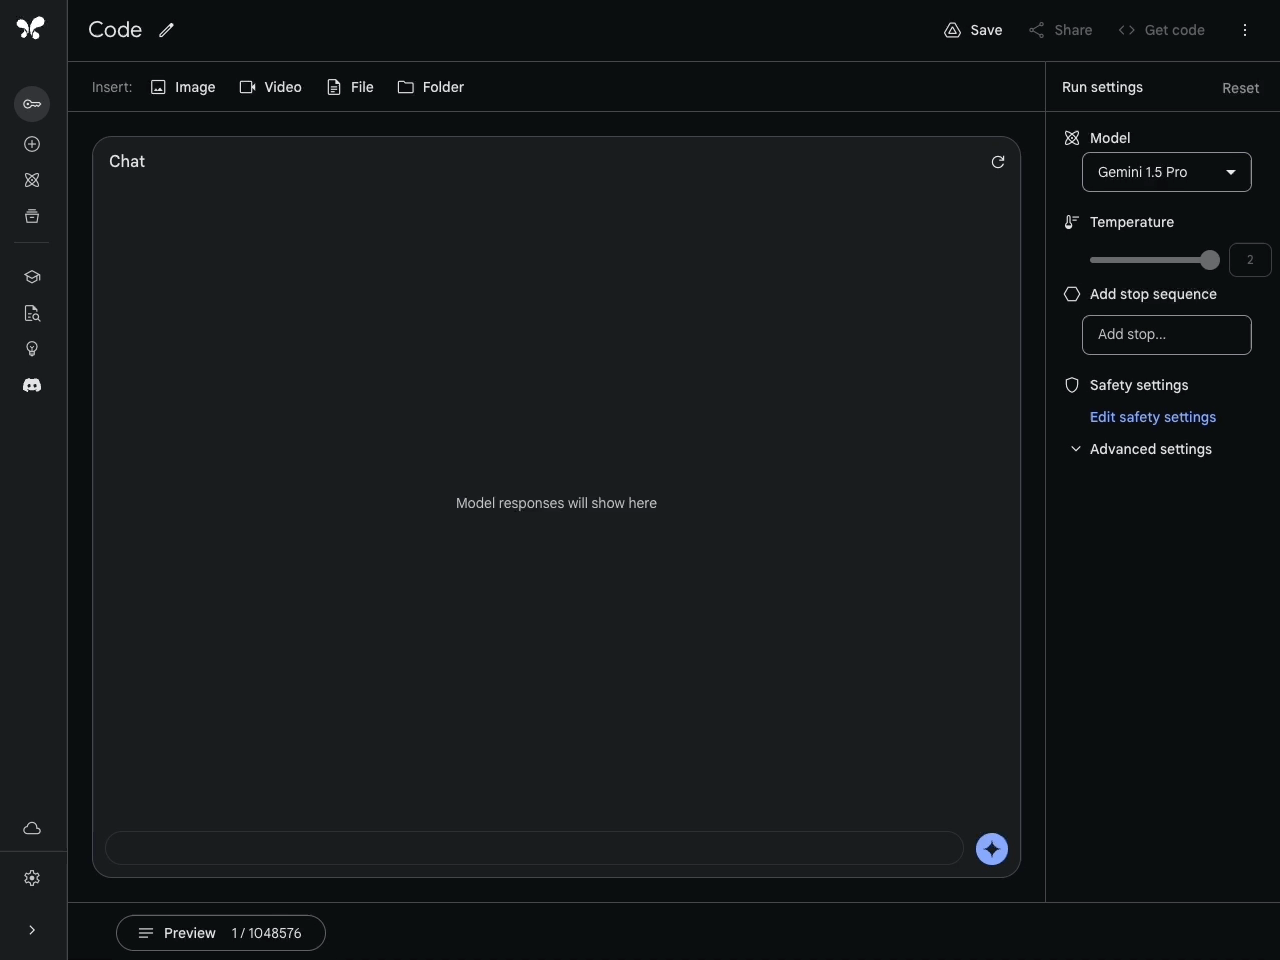 Code
Save
Share
Get code
Insert:
Image
Video
File
Folder
Run settings
Reset
Chat
Model
Gemini 1.5 Pro
Temperature
2
Add stop sequence
Add stop...
Safety settings
Edit safety settings
Advanced settings
Model responses will show here
Preview 1 / 1048576